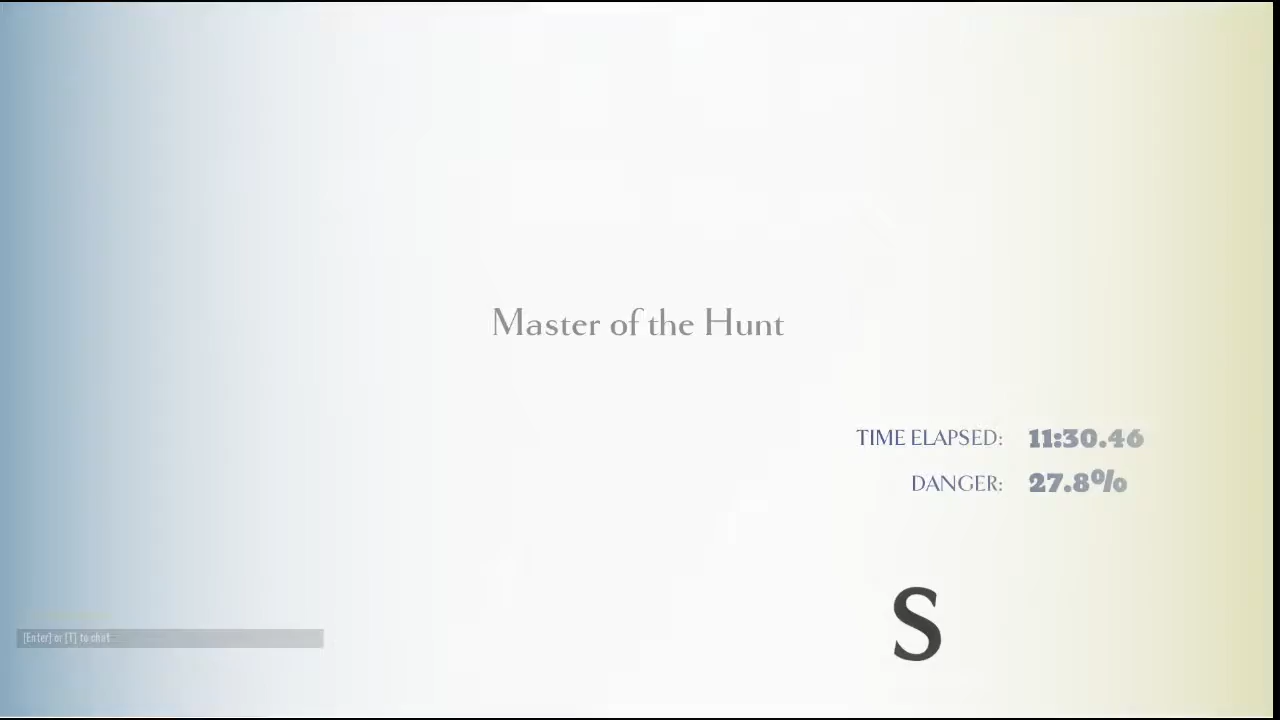 Master of the Hunt
TIME ELAPSED: 11:30.46
DANGER: 27.8%
S
[Enter] or [T] to chat